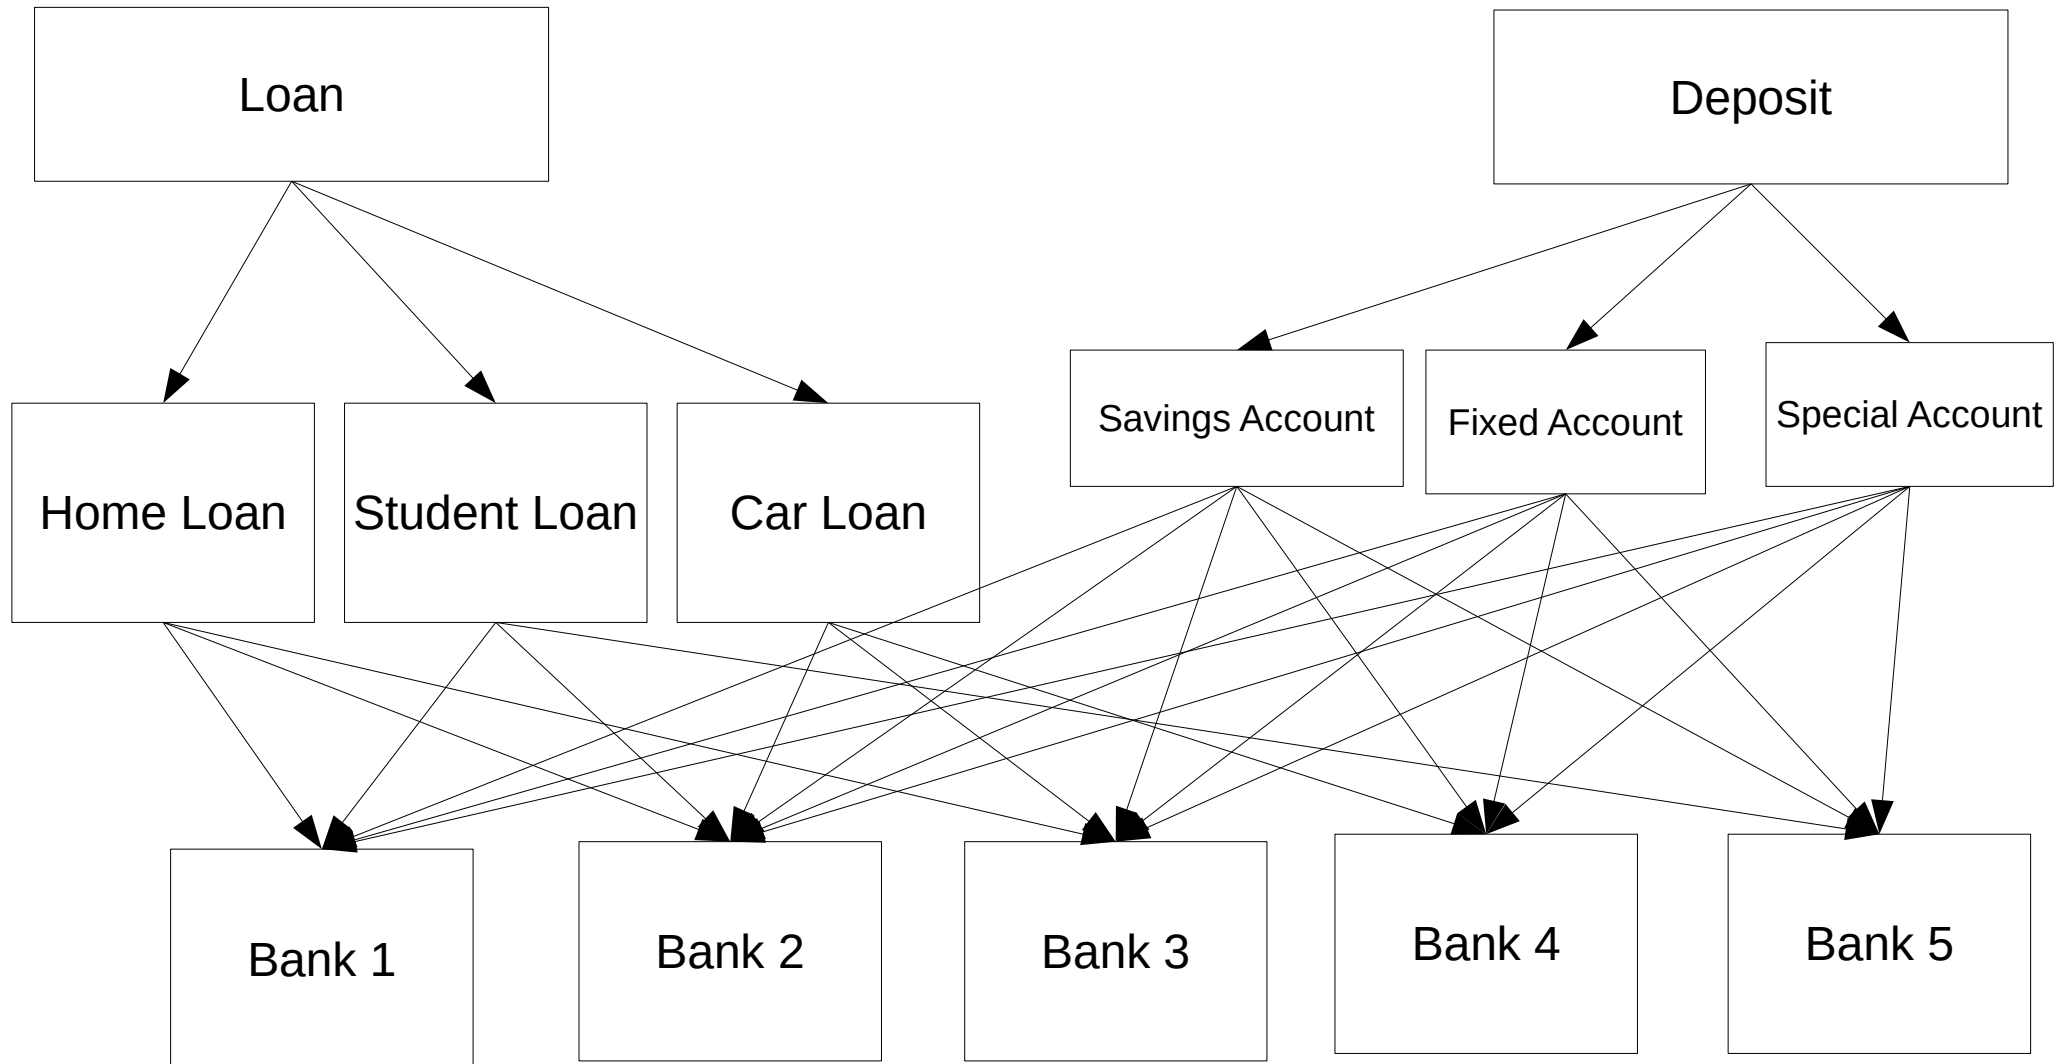 Loan
Deposit
Home Loan
Student Loan
Car Loan
Savings Account
Fixed Account
Special Account
Bank 1
Bank 2
Bank 3
Bank 4
Bank 5